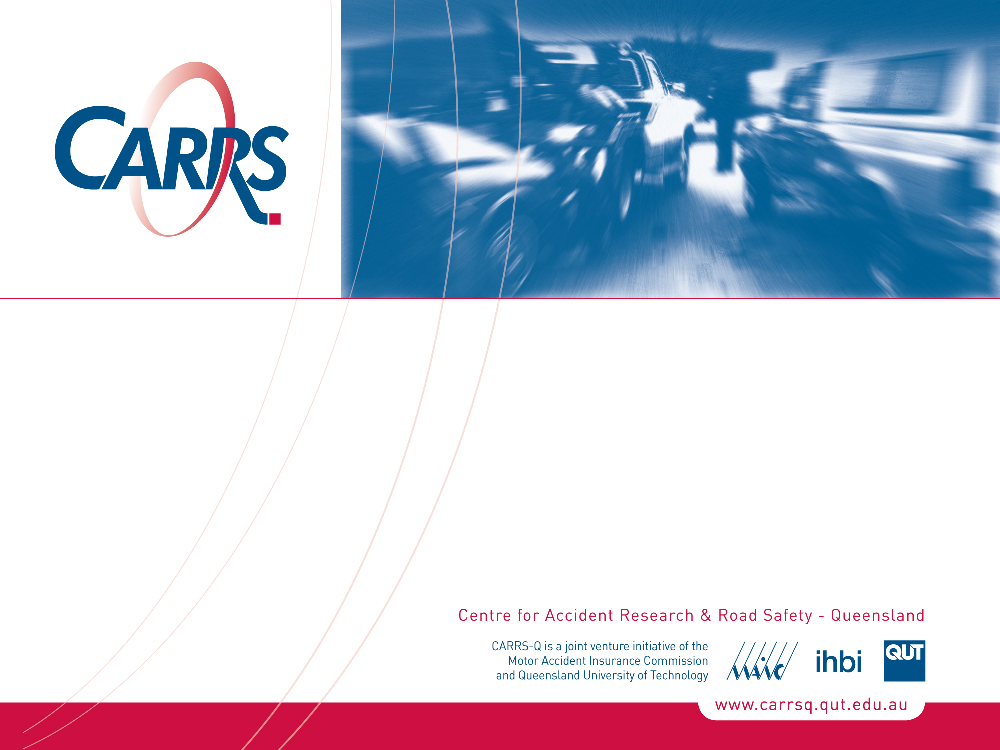 CARRS
Centre for Accident Research & Road Safety - Queensland
CARRS-Q is a joint venture initiative of the
Motor Accident Insurance Commission
and Queensland University of Technology
MAIC
ihbi
QUT
www.carrsq.qut.edu.au